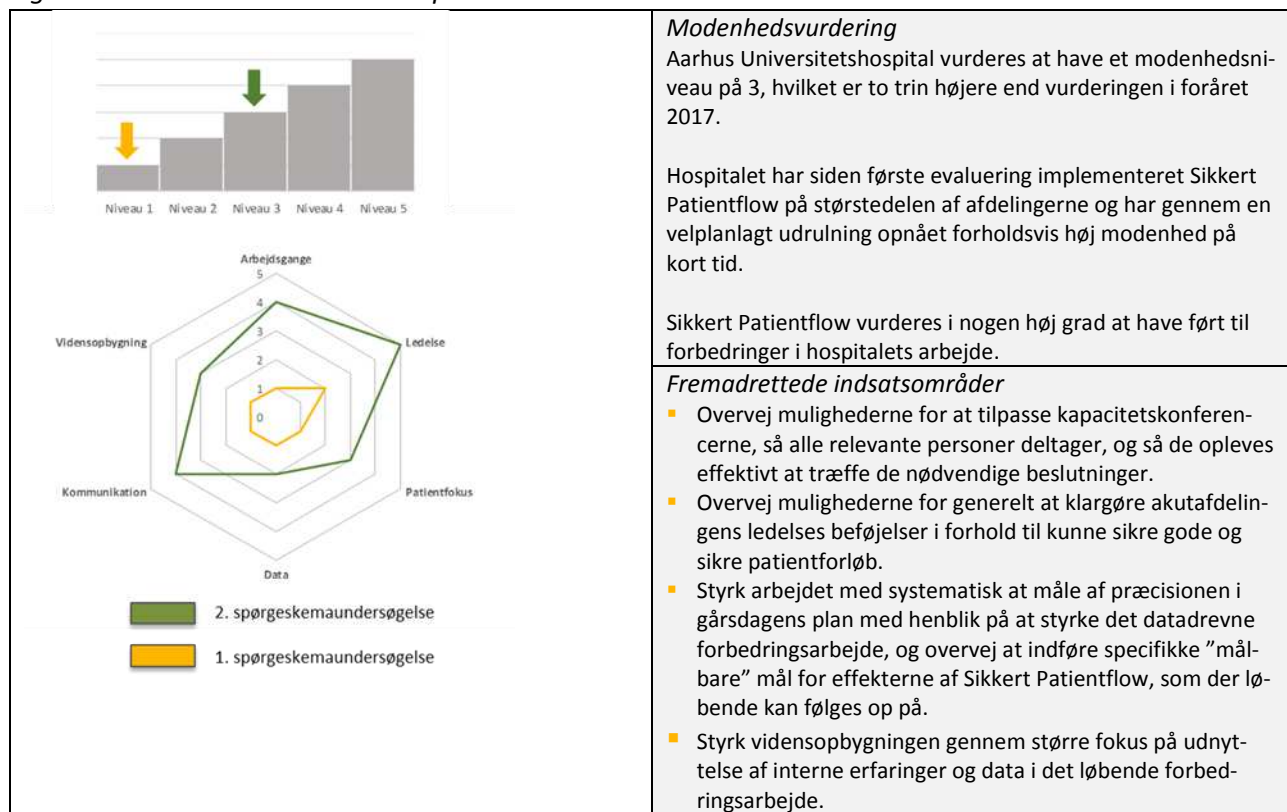 Niveau 1 Niveau 2 Niveau 3 Niveau 4 Niveau 5
Arbejdsgange
5
4
3
2
1
0
Vidensopbygning
Ledelse
Kommunikation
Patientfokus
Data
2. spørgeskemaundersøgelse
1. spørgeskemaundersøgelse
Modenhedsvurdering
Aarhus Universitetshospital vurderes at have et modenhedsni-
veau på 3, hvilket er to trin højere end vurderingen i foråret
2017.
Hospitalet har siden første evaluering implementeret Sikkert
Patientflow på størstedelen af afdelingerne og har gennem en
velplanlagt udrulning opnået forholdsvis høj modenhed på
kort tid.
Sikkert Patientflow vurderes i nogen høj grad at have ført til
forbedringer i hospitalets arbejde.
Fremadrettede indsatsområder
▪ Overvej mulighederne for at tilpasse kapacitetskonferen-
cerne, så alle relevante personer deltager, og så de opleves
effektivt at træffe de nødvendige beslutninger.
▪ Overvej mulighederne for generelt at klargøre akutafdelin-
gens ledelses beføjelser i forhold til kunne sikre gode og
sikre patientforløb.
▪ Styrk arbejdet med systematisk at måle af præcisionen i
gårsdagens plan med henblik på at styrke det datadrevne
forbedringsarbejde, og overvej at indføre specifikke ”mål-
bare” mål for effekterne af Sikkert Patientflow, som der lø-
bende kan følges op på.
▪ Styrk vidensopbygningen gennem større fokus på udnyt-
telse af interne erfaringer og data i det løbende forbed-
ringsarbejde.